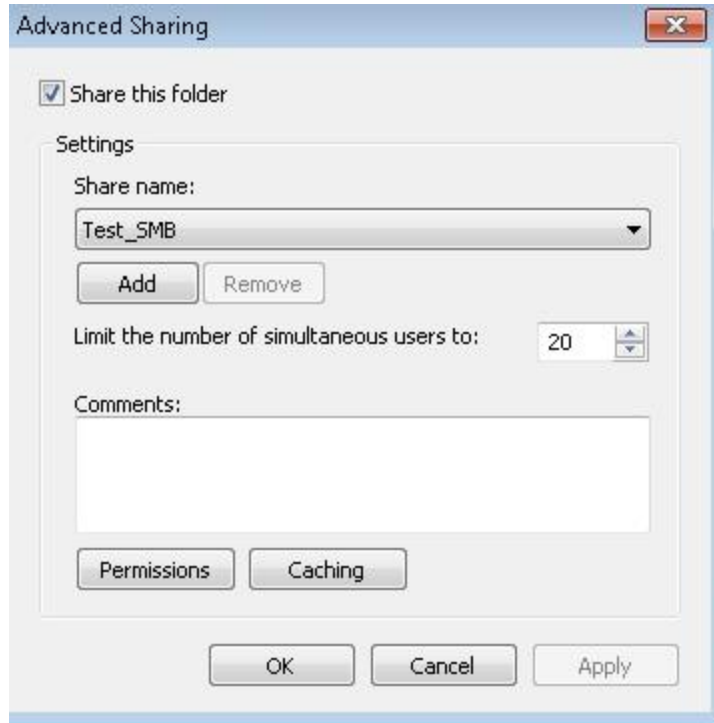 Advanced Sharing
Share this folder
Settings
Share name:
Test_SMB
Add Remove
Limit the number of simultaneous users to: 20
Comments:
Permissions Caching
OK Cancel Apply